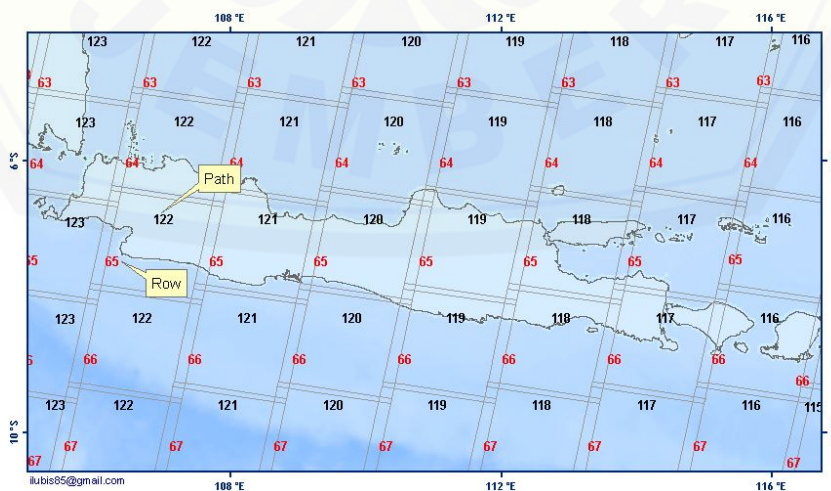 108 °E 112 °E 116 °E
123 122 121 120 119 118 117 116
63 63 63 63 63 63 63 63
123 122 121 120 119 118 117 116
6°S
64 64 64 64 64 64 64 64
Path
123 122 121 120 119 118 117 116
65 65 65 65 65 65 65 65
Row
123 122 121 120 119 118 117 116
66 66 66 66 66 66 66 66
123 122 121 120 119 118 117 116 115
10°S
67 67 67 67 67 67 67 67 67
ilubis85@gmail.com
108 °E 112 °E 116 °E
JEMBER